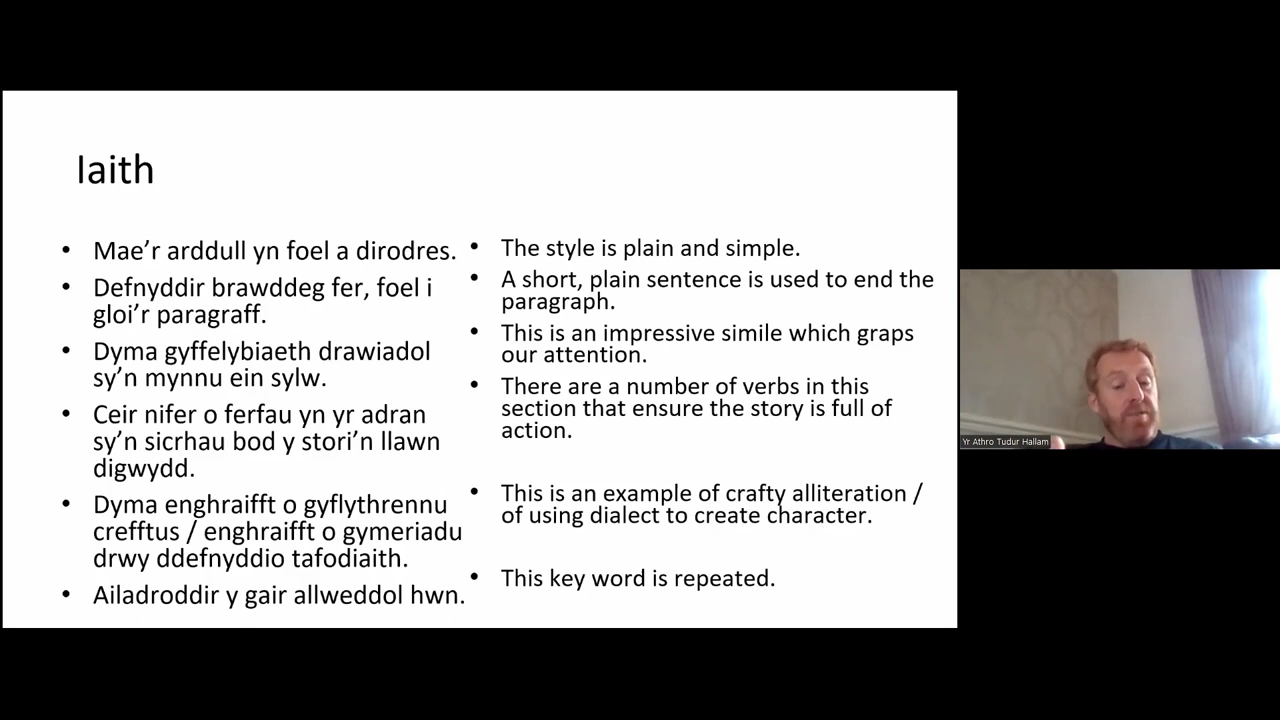 Iaith
• Mae’r arddull yn foel a dirodres.
• Defnyddir brawddeg fer, foel i
gloi’r paragraff.
• Dyma gyffelybiaeth drawiadol
sy’n mynnu ein sylw.
• Ceir nifer o ferfau yn yr adran
sy’n sicrhau bod y stori’n llawn
digwydd.
• Dyma enghraifft o gyflythrennu
crefftus / enghraifft o gymeriadu
drwy ddefnyddio tafodiaith.
• Ailadroddir y gair allweddol hwn.
• The style is plain and simple.
• A short, plain sentence is used to end the
paragraph.
• This is an impressive simile which graps
our attention.
• There are a number of verbs in this
section that ensure the story is full of
action.
• This is an example of crafty alliteration /
of using dialect to create character.
• This key word is repeated.
Yr Athro Tudur Hallam